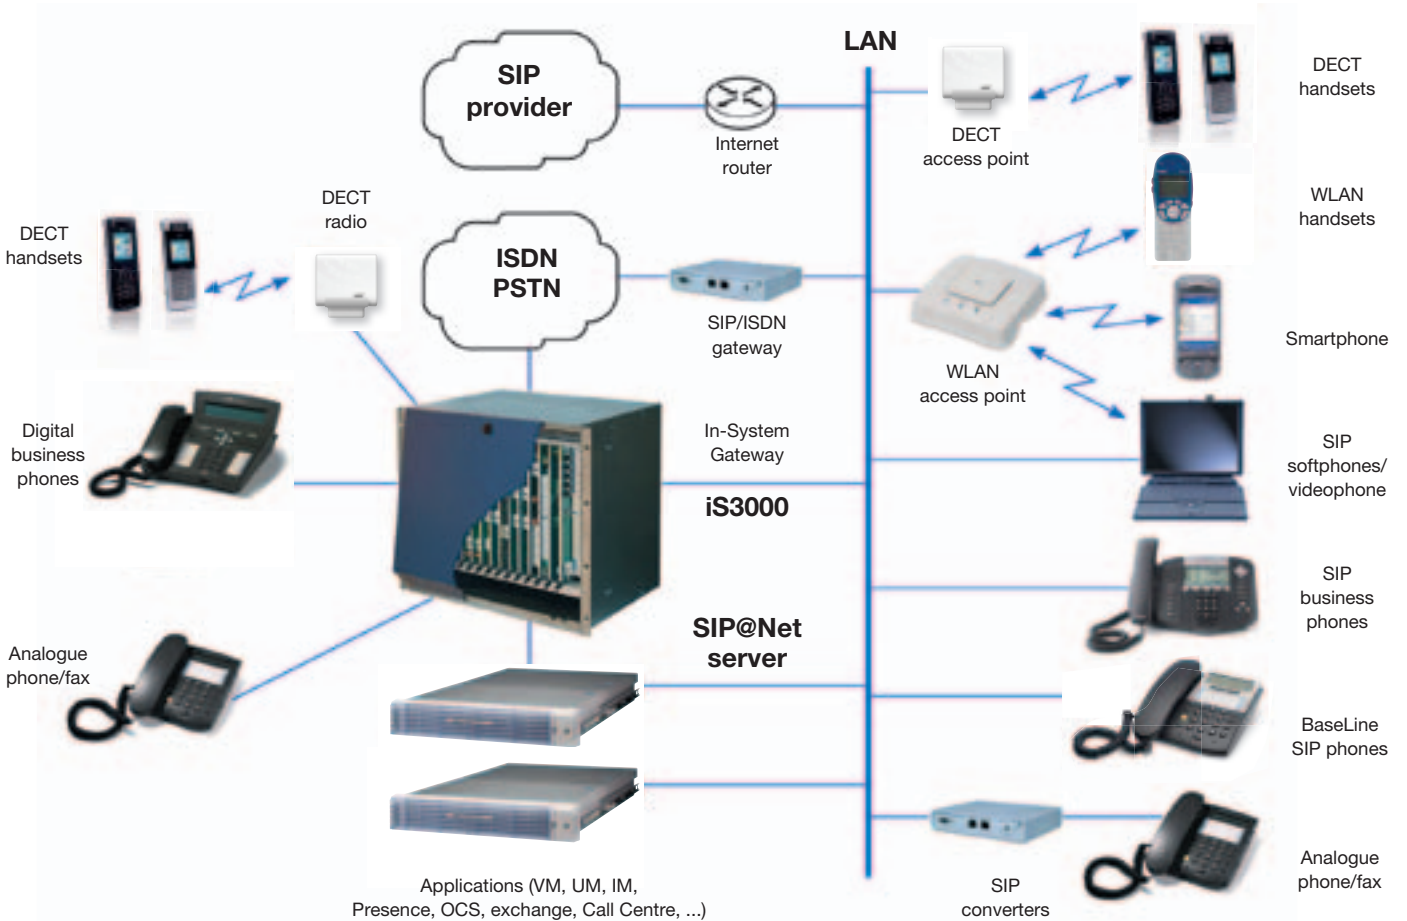 LAN
SIP
provider
Internet
router
DECT
access point
DECT
handsets
WLAN
handsets
DECT
radio
DECT
handsets
ISDN
PSTN
SIP/ISDN
gateway
WLAN
access point
Smartphone
Digital
business
phones
In-System
Gateway
iS3000
SIP
softphones/
videophone
SIP
business
phones
Analogue
phone/fax
SIP@Net
server
BaseLine
SIP phones
Applications (VM, UM, IM,
Presence, OCS, exchange, Call Centre, ...)
SIP
converters
Analogue
phone/fax